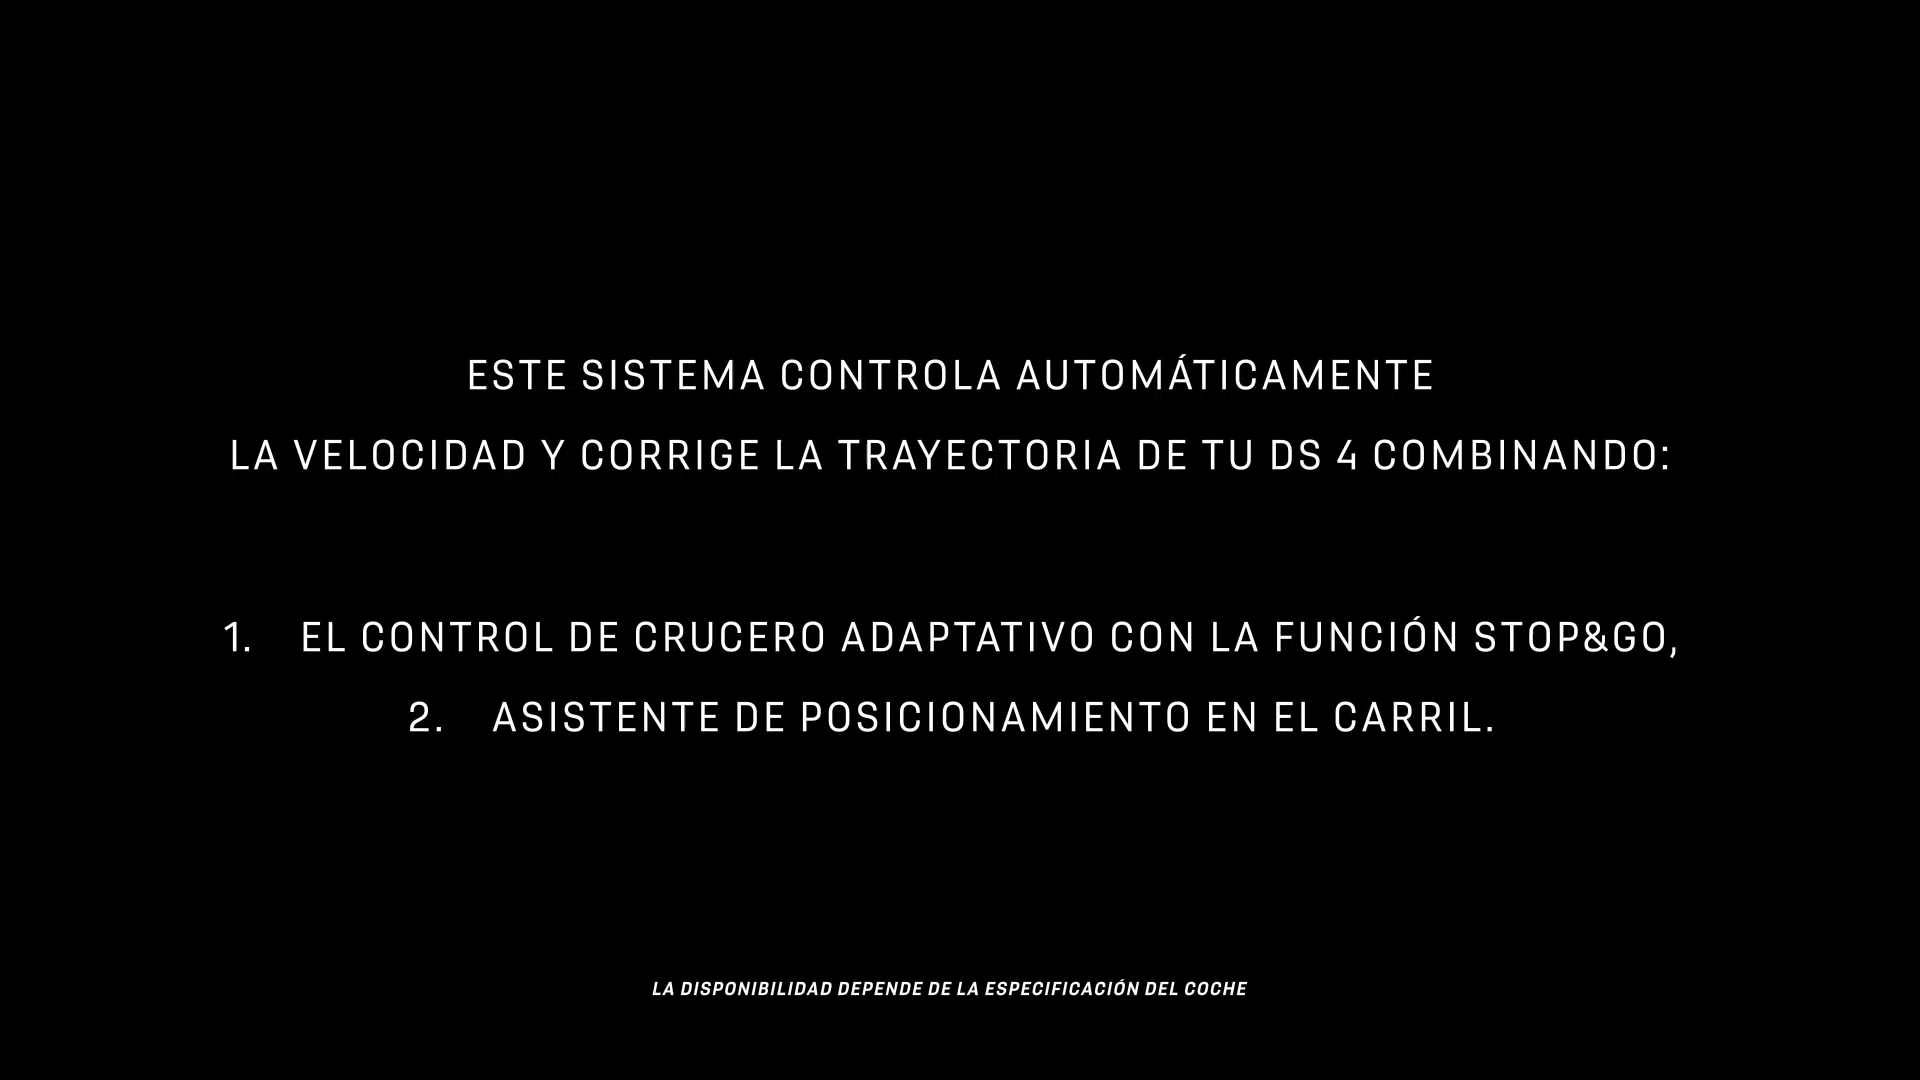 ESTE SISTEMA CONTROLA AUTOMÁTICAMENTE
LA VELOCIDAD Y CORRIGE LA TRAYECTORIA DE TU DS 4 COMBINANDO:
1. EL CONTROL DE CRUCERO ADAPTATIVO CON LA FUNCIÓN STOP&GO,
2. ASISTENTE DE POSICIONAMIENTO EN EL CARRIL.
LA DISPONIBILIDAD DEPENDE DE LA ESPECIFICACIÓN DEL COCHE